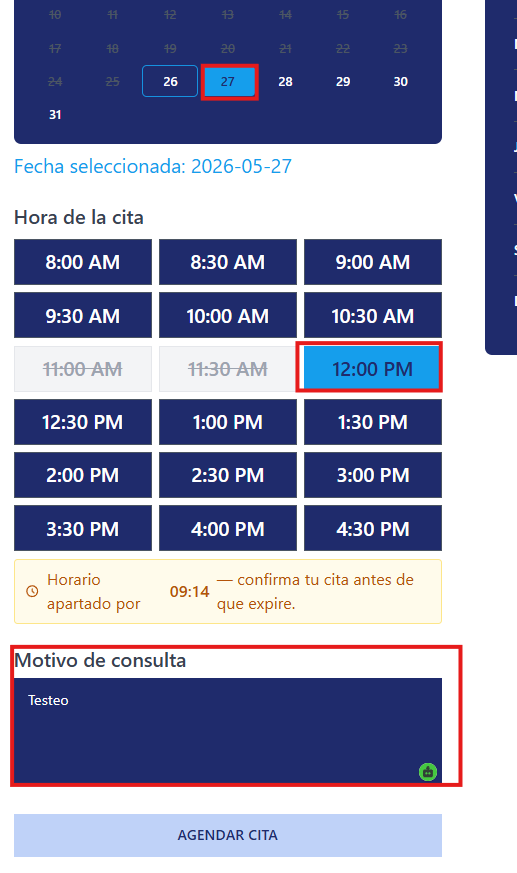 10 11 12 13 14 15 16
17 18 19 20 21 22 23
24 25 26 27 28 29 30
31
Fecha seleccionada: 2026-05-27
Hora de la cita
8:00 AM 8:30 AM 9:00 AM
9:30 AM 10:00 AM 10:30 AM
11:00 AM 11:30 AM 12:00 PM
12:30 PM 1:00 PM 1:30 PM
2:00 PM 2:30 PM 3:00 PM
3:30 PM 4:00 PM 4:30 PM
Horario apartado por 09:14 — confirma tu cita antes de que expire.
Motivo de consulta
Testeo
AGENDAR CITA